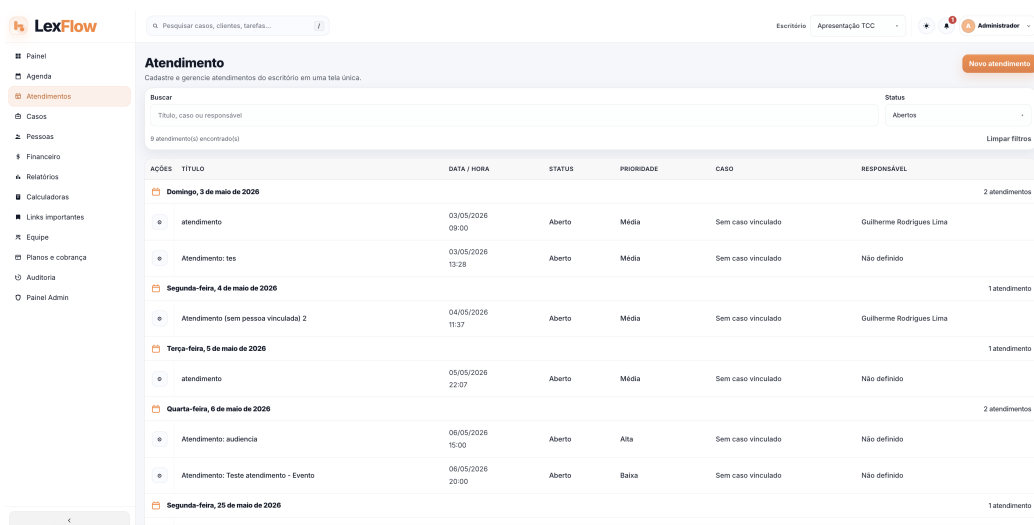 LexFlow
Pesquisar casos, clientes, tarefas... /
Escritório Apresentação TCC
9
A Administrador
Painel
Agenda
Atendimentos
Casos
Pessoas
Financeiro
Relatórios
Calculadoras
Links importantes
Equipe
Planos e cobrança
Auditoria
Painel Admin
Atendimento
Cadastre e gerencie atendimentos do escritório em uma tela única.
Novo atendimento
Buscar Status
Título, caso ou responsável Abertos
9 atendimento(s) encontrado(s) Limpar filtros
AÇÕES TÍTULO DATA / HORA STATUS PRIORIDADE CASO RESPONSÁVEL
Domingo, 3 de maio de 2026 2 atendimentos
atendimento 03/05/2026 09:00 Aberto Média Sem caso vinculado Guilherme Rodrigues Lima
Atendimento: tes 03/05/2026 13:28 Aberto Média Sem caso vinculado Não definido
Segunda-feira, 4 de maio de 2026 1 atendimento
Atendimento (sem pessoa vinculada) 2 04/05/2026 11:37 Aberto Média Sem caso vinculado Guilherme Rodrigues Lima
Terça-feira, 5 de maio de 2026 1 atendimento
atendimento 05/05/2026 22:07 Aberto Média Sem caso vinculado Não definido
Quarta-feira, 6 de maio de 2026 2 atendimentos
Atendimento: audiencia 06/05/2026 15:00 Aberto Alta Sem caso vinculado Não definido
Atendimento: Teste atendimento - Evento 06/05/2026 20:00 Aberto Baixa Sem caso vinculado Não definido
Segunda-feira, 25 de maio de 2026 1 atendimento